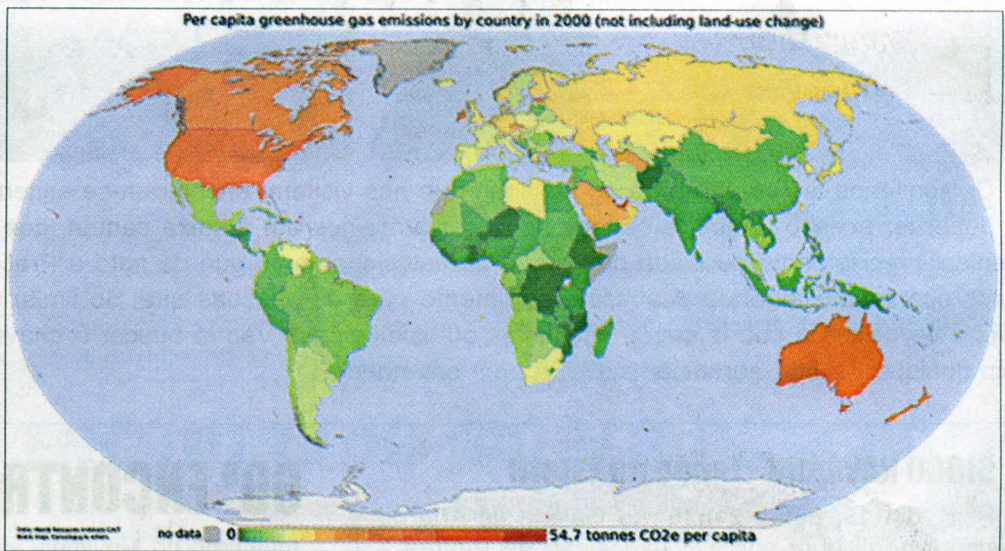 Per capita greenhouse gas emissions by country in 2000 (not including land-use change)
no data 0 54.7 tonnes CO2e per capita